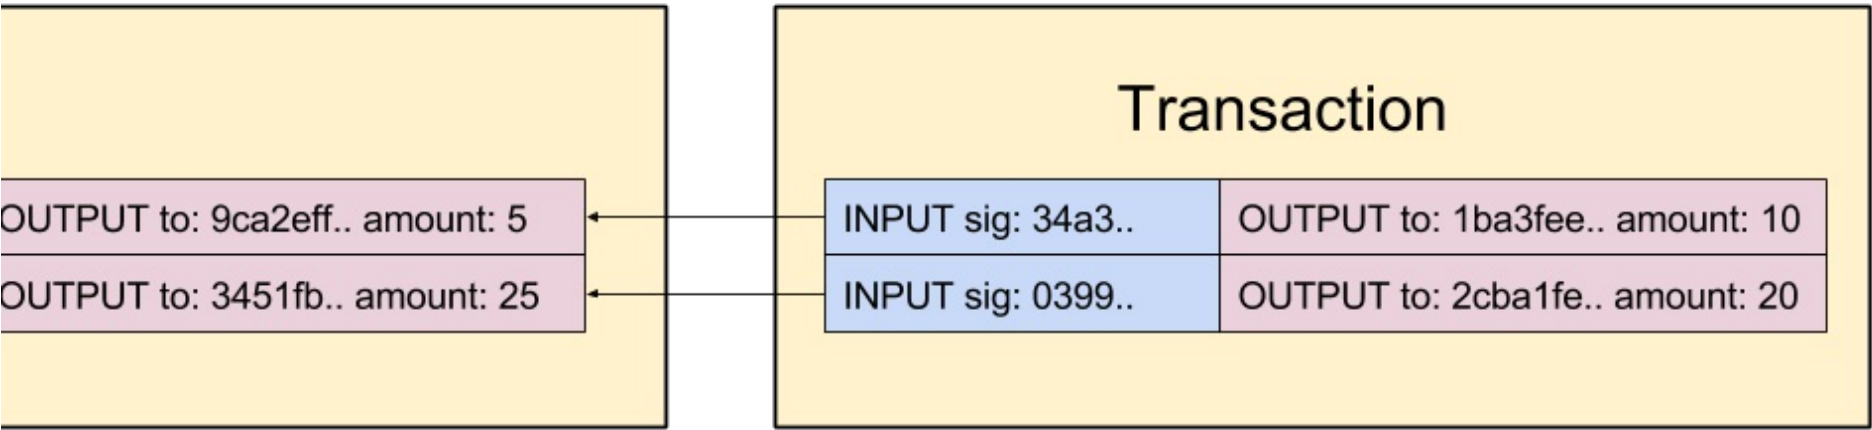 Transaction
OUTPUT to: 9ca2eff.. amount: 5
INPUT sig: 34a3..
OUTPUT to: 1ba3fee.. amount: 10
OUTPUT to: 3451fb.. amount: 25
INPUT sig: 0399..
OUTPUT to: 2cba1fe.. amount: 20